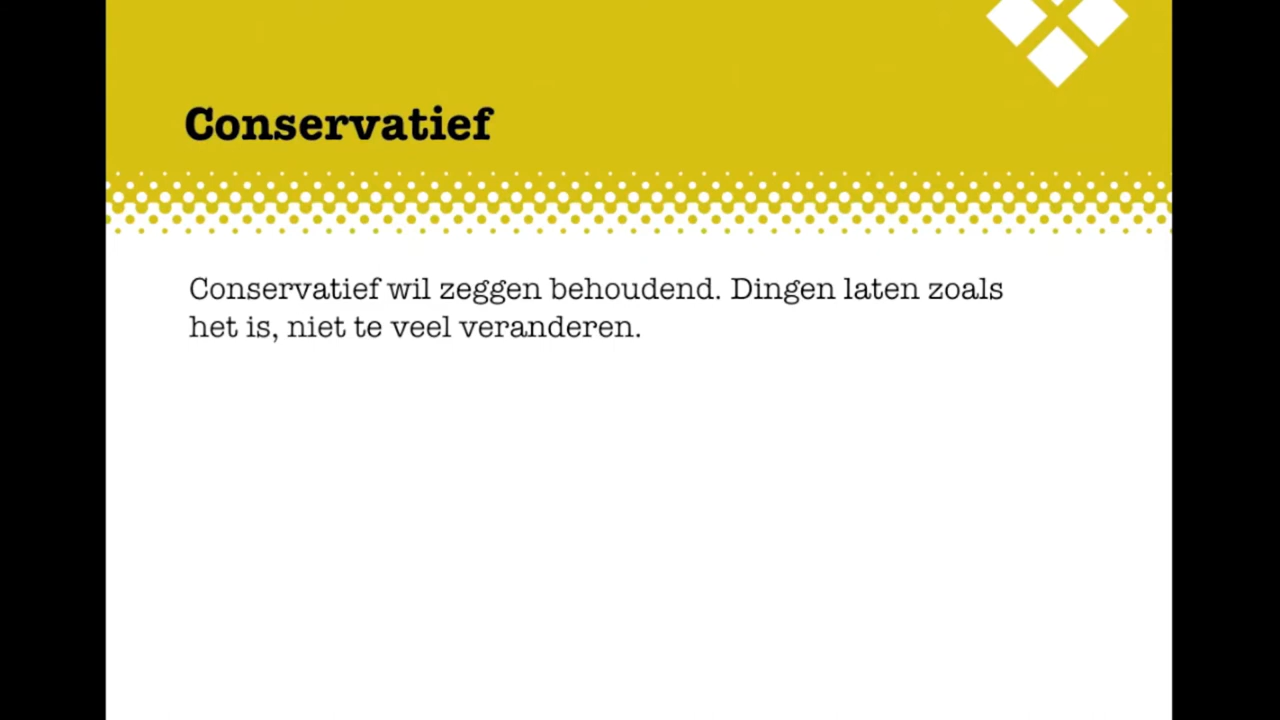 Conservatief
Conservatief wil zeggen behoudend. Dingen laten zoals
het is, niet te veel veranderen.